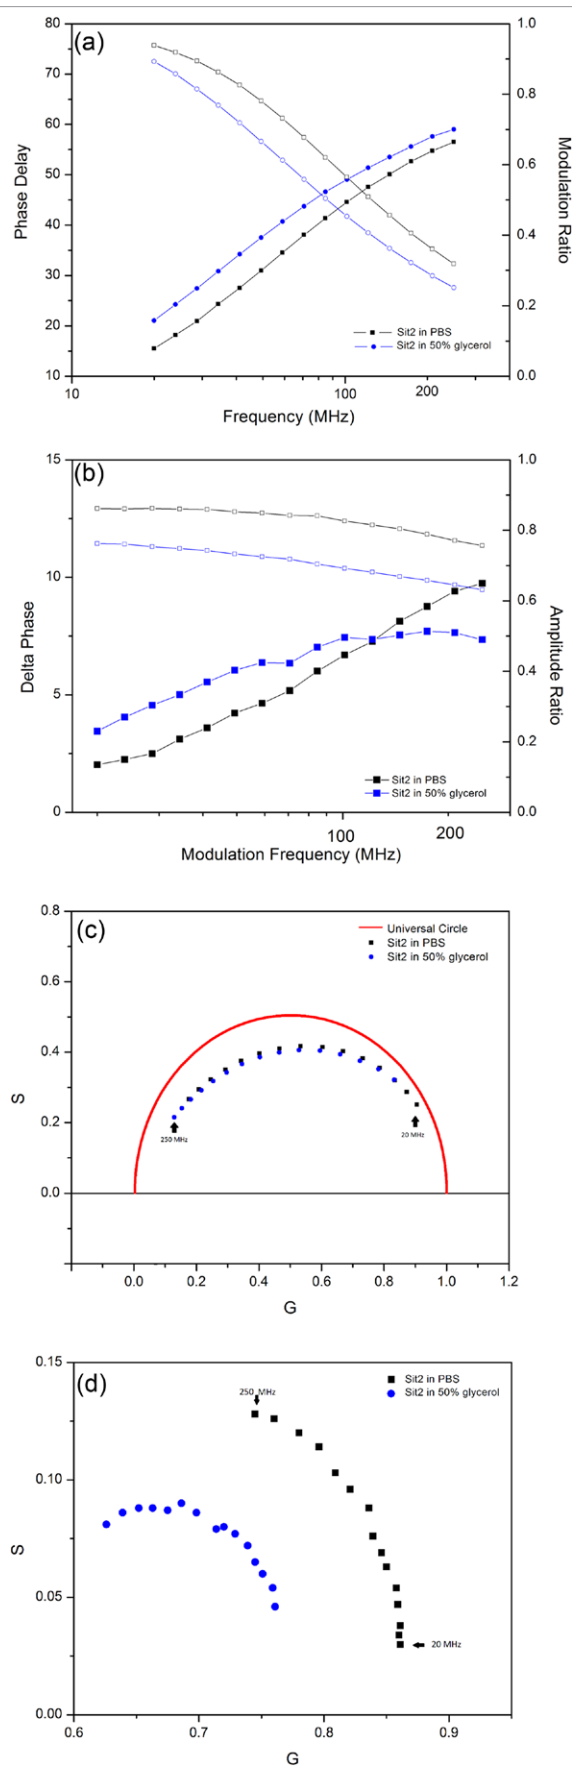 (a)
80
70
60
50
40
30
20
10
Phase Delay
1.0
0.8
0.6
0.4
0.2
0.0
Modulation Ratio
Sit2 in PBS
Sit2 in 50% glycerol
10
100
200
Frequency (MHz)
(b)
15
10
5
0
Delta Phase
1.0
0.8
0.6
0.4
0.2
0.0
Amplitude Ratio
Sit2 in PBS
Sit2 in 50% glycerol
100
200
Modulation Frequency (MHz)
(c)
0.8
0.6
0.4
0.2
0.0
S
Universal Circle
Sit2 in PBS
Sit2 in 50% glycerol
250 MHz
20 MHz
0.0
0.2
0.4
0.6
0.8
1.0
1.2
G
(d)
0.15
0.10
0.05
0.00
S
Sit2 in PBS
Sit2 in 50% glycerol
250 MHz
20 MHz
0.6
0.7
0.8
0.9
G